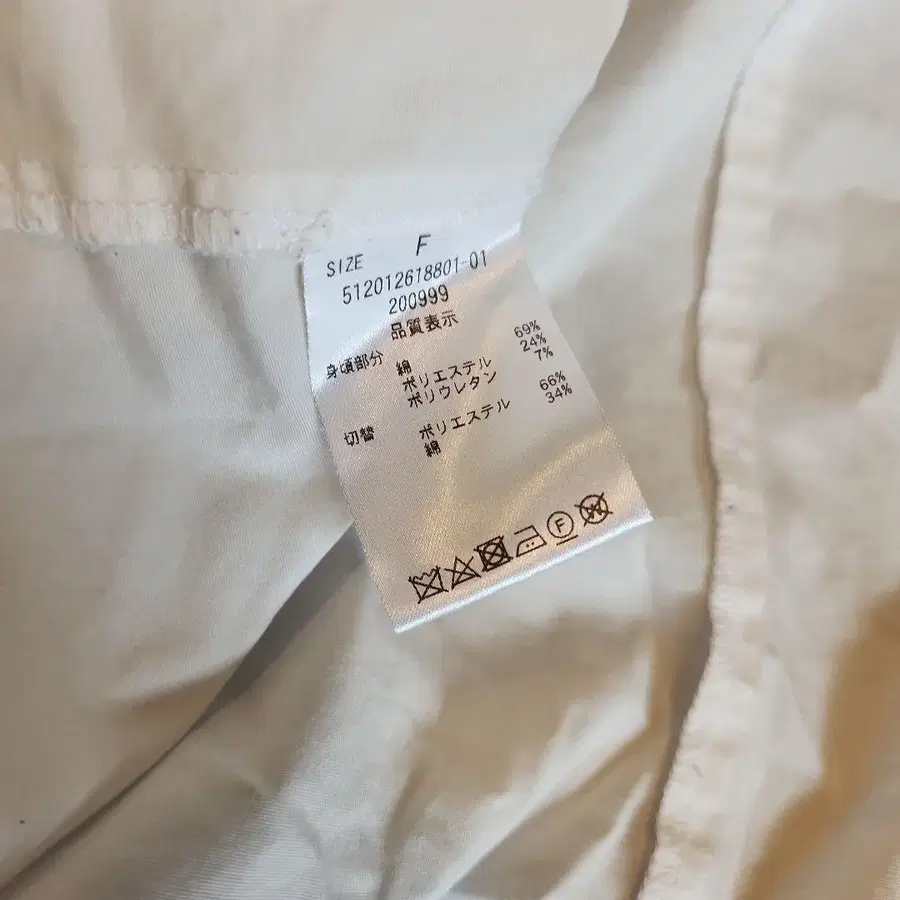 SIZE F
512012618801-01
200999
品質表示
身頃部分 綿 69%
ポリエステル 24%
ポリウレタン 7%
切替 ポリエステル 66%
綿 34%
F
W